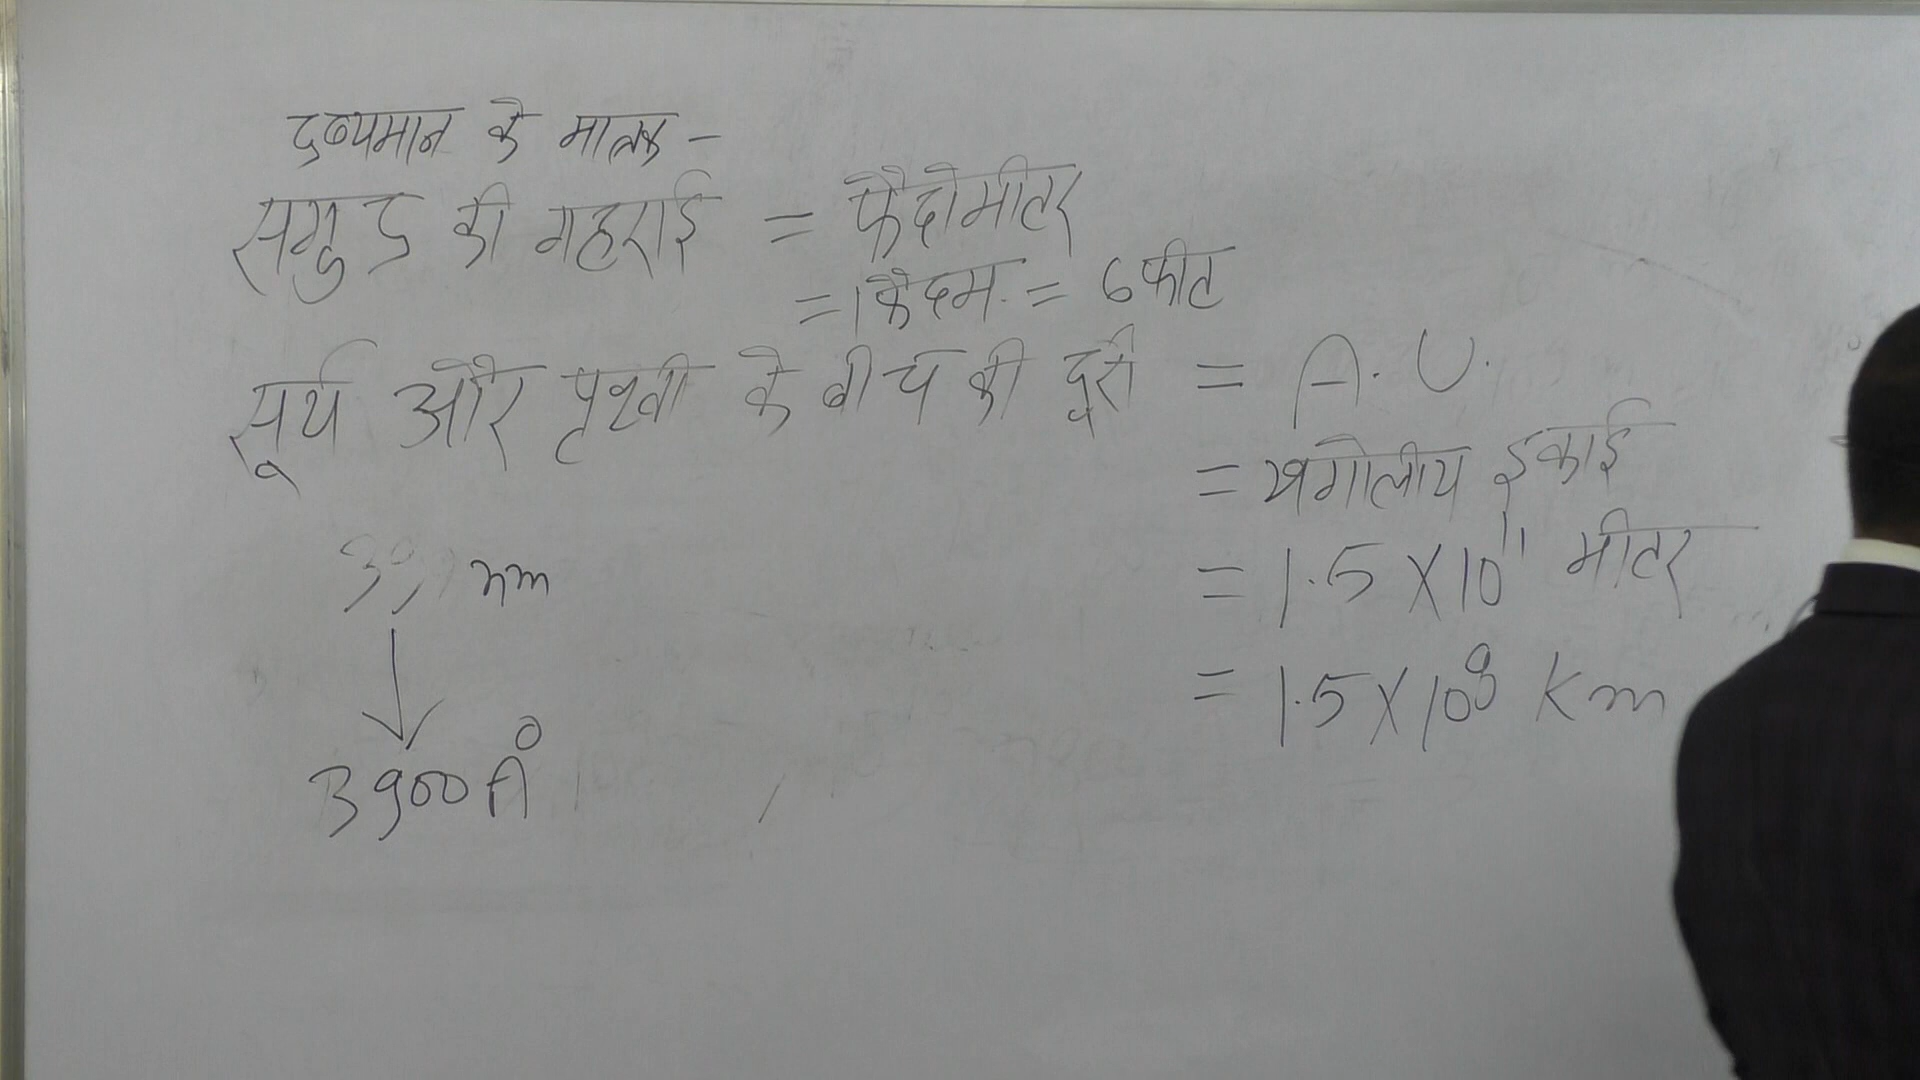 द्रव्यमान के मात्रक -
समुद्र की गहराई = फैदोमीटर
= 1 फैदम = 6 फीट
सूर्य और पृथ्वी के बीच की दूरी = A.U.
= खगोलीय इकाई
= 1.5 X 10¹¹ मीटर
= 1.5 X 10⁸ Km
nm
↓
3900 Å